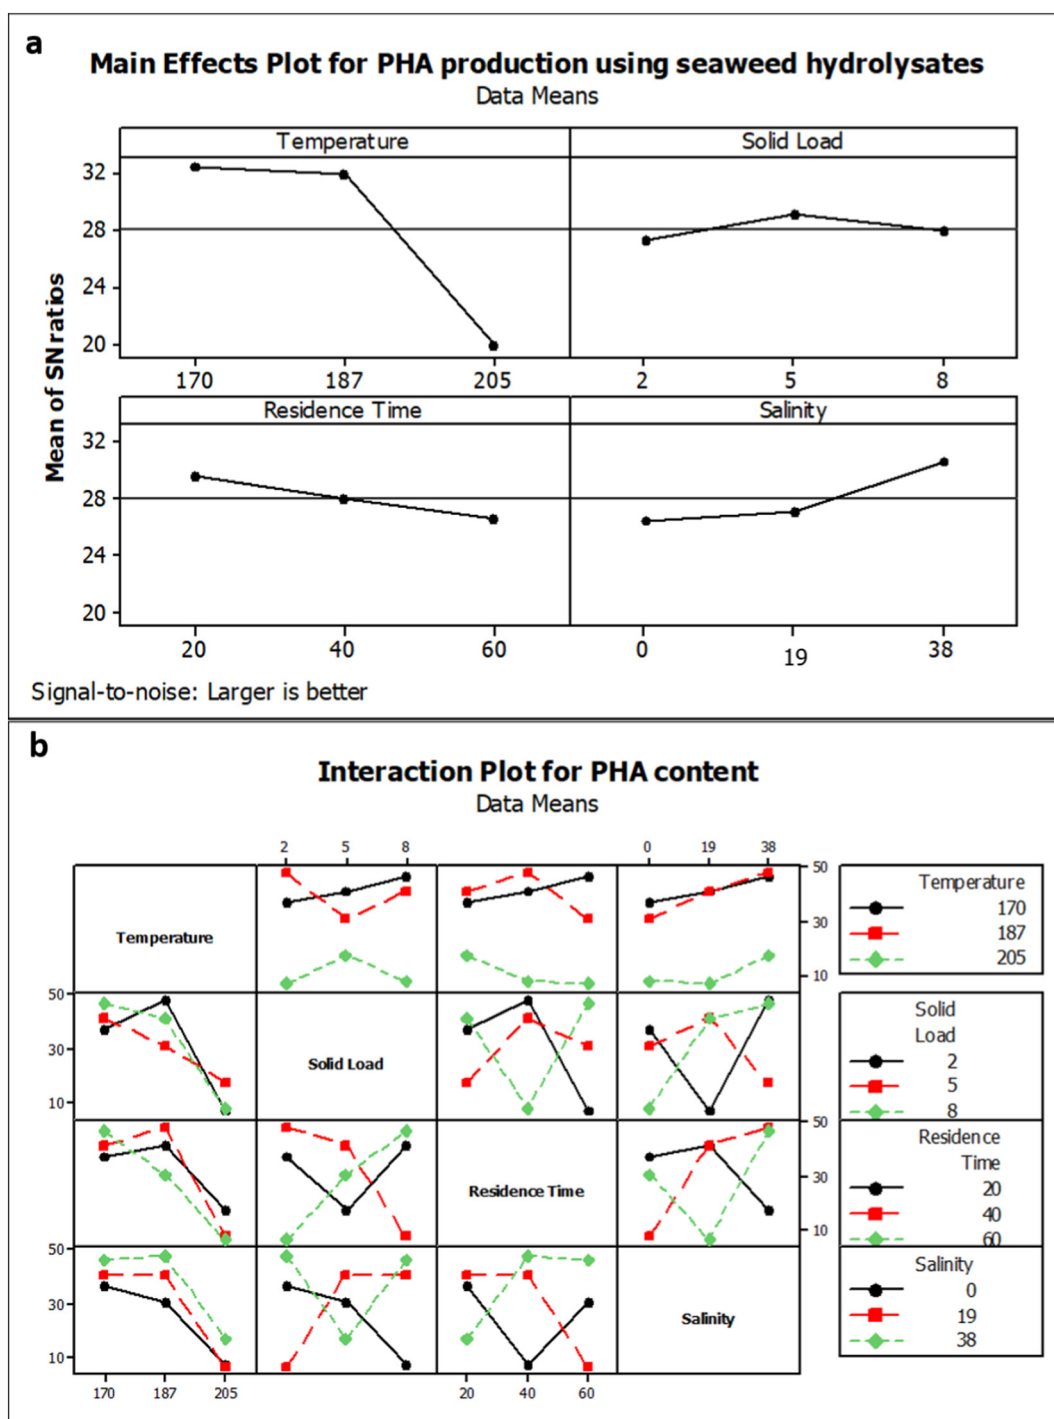 a
Main Effects Plot for PHA production using seaweed hydrolysates
Data Means
Temperature Solid Load
Mean of SN ratios
32
28
24
20
170 187 205 2 5 8
Residence Time Salinity
32
28
24
20
20 40 60 0 19 38
Signal-to-noise: Larger is better
b
Interaction Plot for PHA content
Data Means
2 5 8 0 19 38
Temperature
50
30
10
Temperature
170
187
205
50
30
10
Solid Load
Solid
Load
2
5
8
Residence Time
50
30
10
Residence
Time
20
40
60
50
30
10
Salinity
Salinity
0
19
38
170 187 205 20 40 60